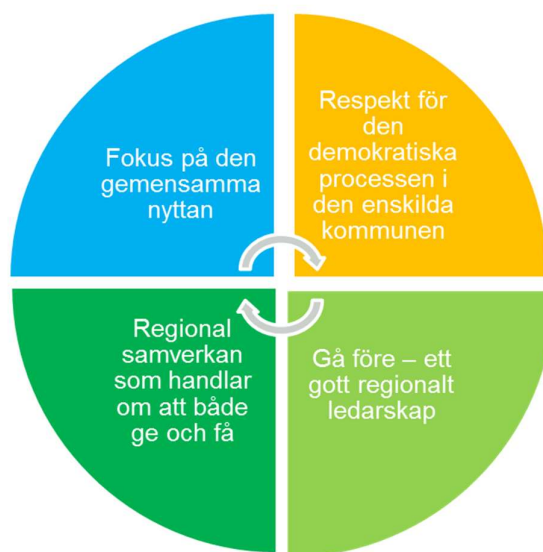 Fokus på den
gemensamma
nyttan
Respekt för
den
demokratiska
processen i
den enskilda
kommunen
Gå före – ett
gott regionalt
ledarskap
Regional
samverkan
som handlar
om att både
ge och få